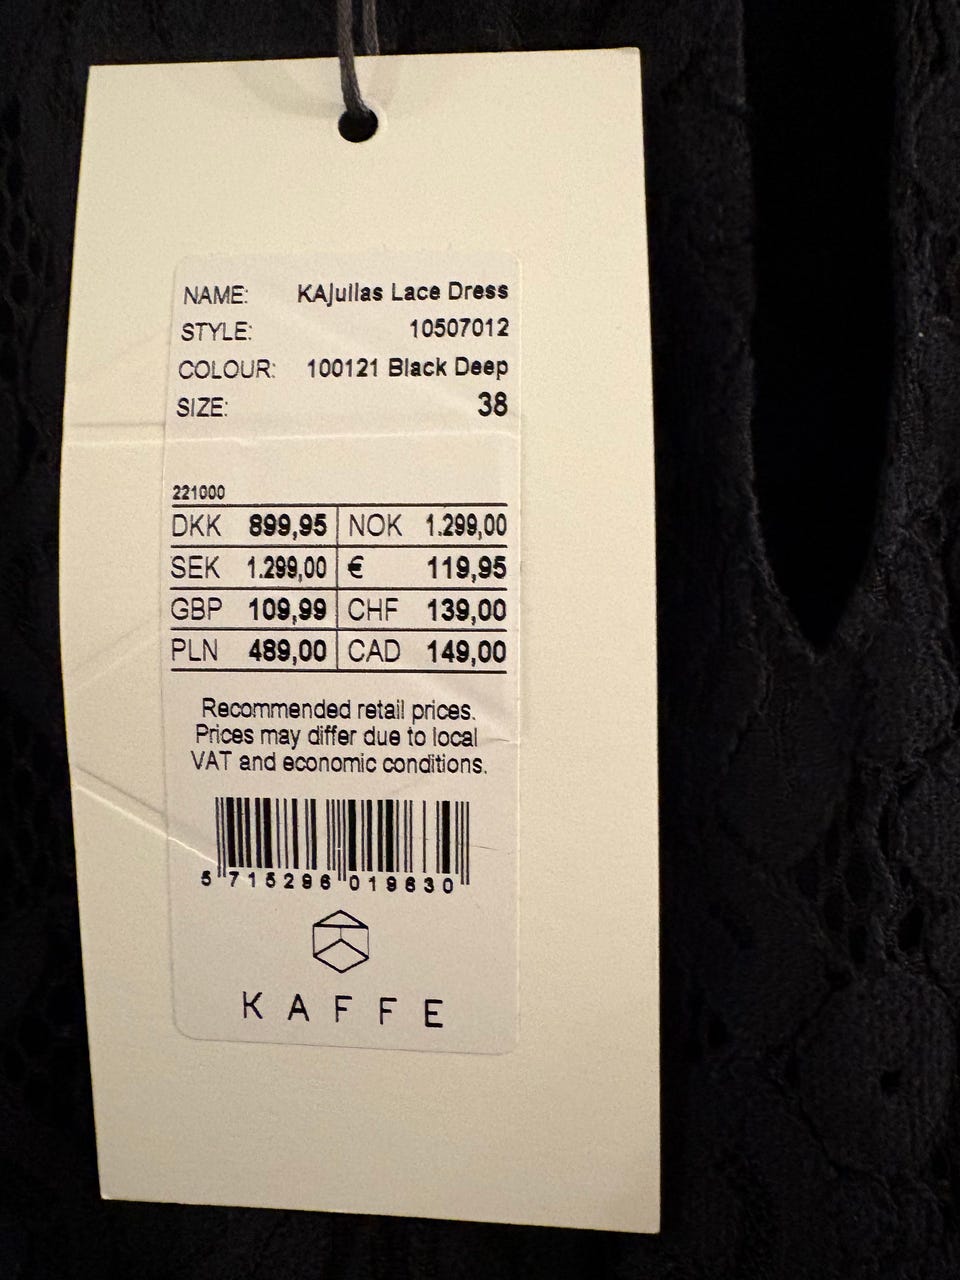 NAME: KAjulias Lace Dress
STYLE: 10507012
COLOUR: 100121 Black Deep
SIZE: 38
221000
DKK 899,95 NOK 1.299,00
SEK 1.299,00 € 119,95
GBP 109,99 CHF 139,00
PLN 489,00 CAD 149,00
Recommended retail prices.
Prices may differ due to local
VAT and economic conditions.
5 715296 019630
KAFFE